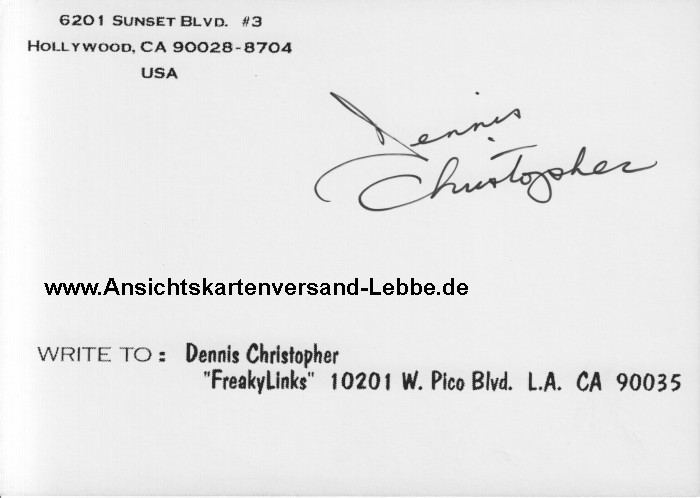 6201 SUNSET BLVD. #3
HOLLYWOOD, CA 90028-8704
USA
Dennis
Christopher
www.Ansichtskartenversand-Lebbe.de
WRITE TO : Dennis Christopher
"FreakyLinks" 10201 W. Pico Blvd. L.A. CA 90035